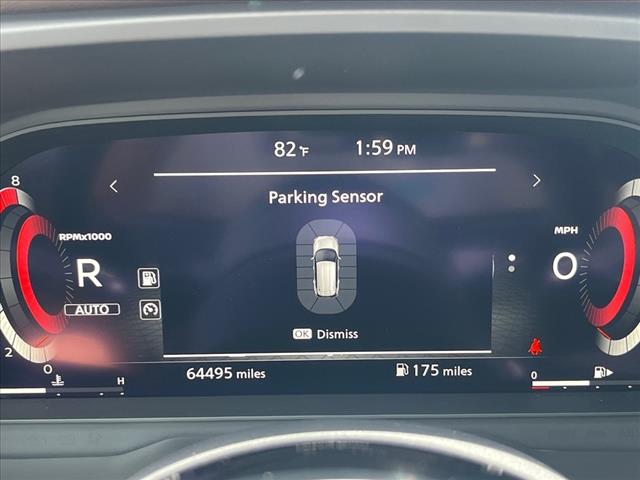 82°F 1:59 PM
Parking Sensor
8
RPMx1000
MPH
R
0
AUTO
OK Dismiss
2
0
H
64495 miles
175 miles
0